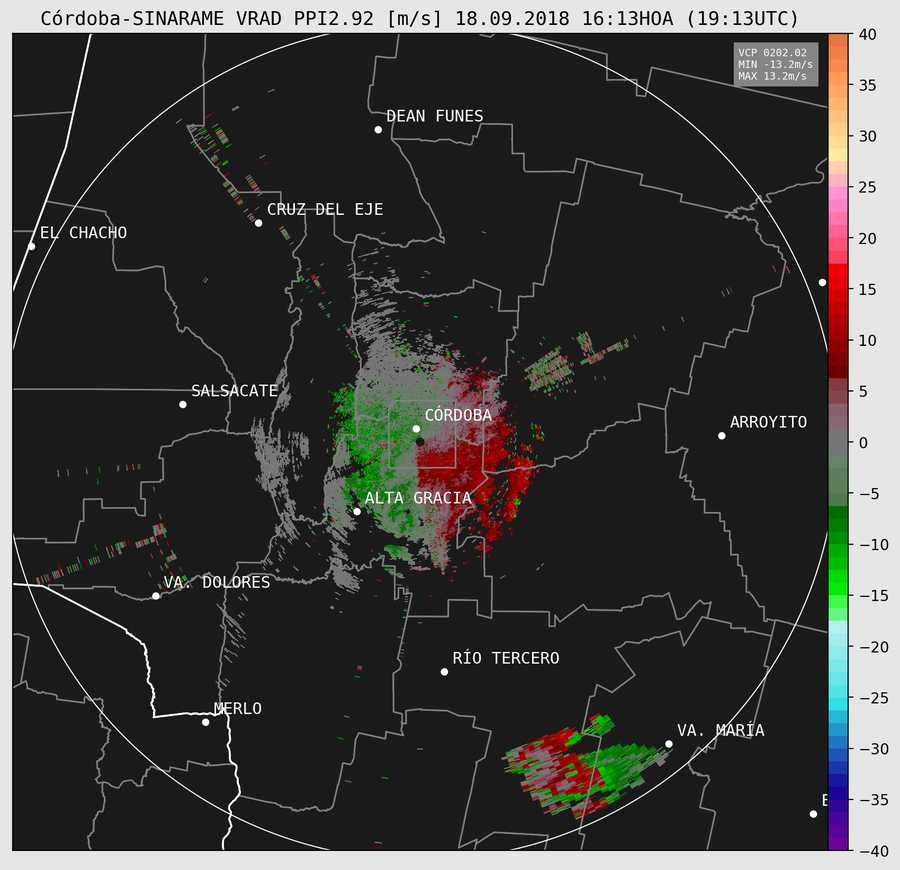 Córdoba-SINARAME VRAD PPI2.92 [m/s] 18.09.2018 16:13HOA (19:13UTC)
VCP 0202.02
MIN -13.2m/s
MAX 13.2m/s
DEAN FUNES
CRUZ DEL EJE
EL CHACHO
SALSACATE
CÓRDOBA
ARROYITO
ALTA GRACIA
VA. DOLORES
RÍO TERCERO
MERLO
VA. MARÍA
40
35
30
25
20
15
10
5
0
−5
−10
−15
−20
−25
−30
−35
−40